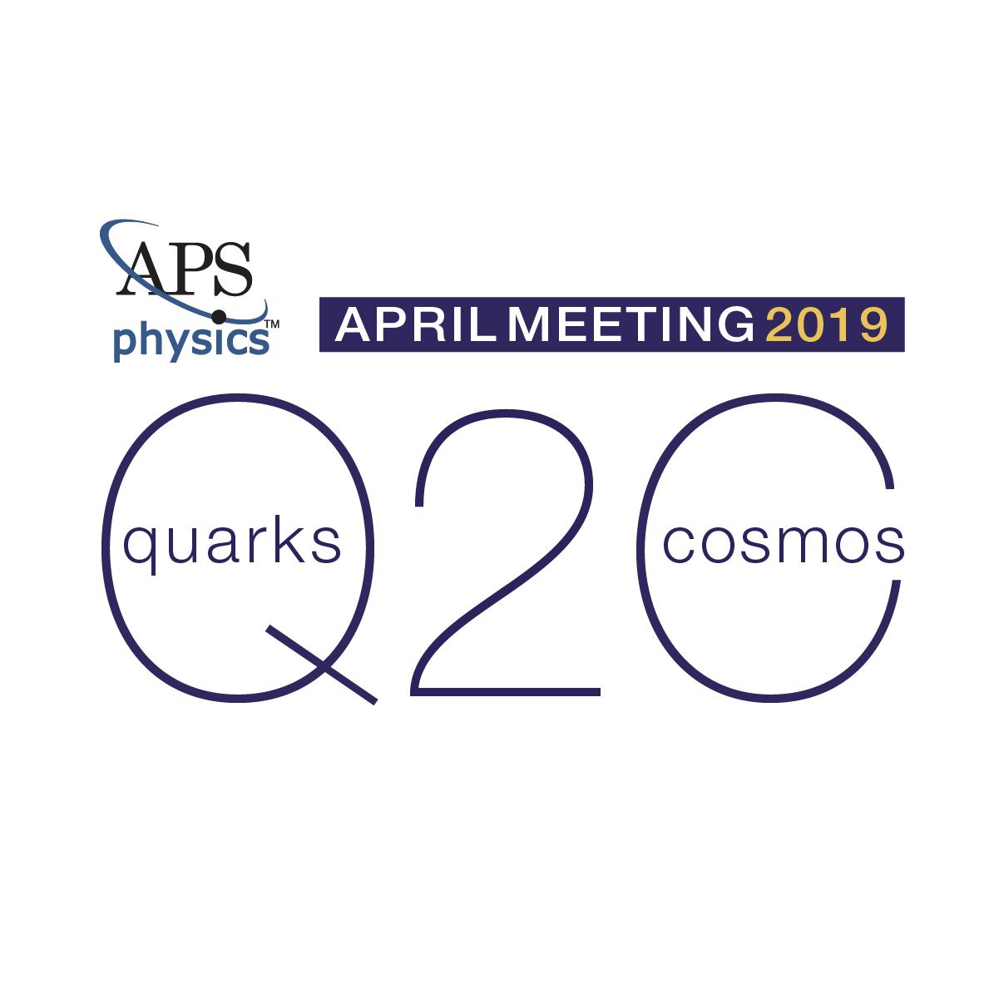 APS
physics™
APRIL MEETING 2019
Q2C
quarks cosmos